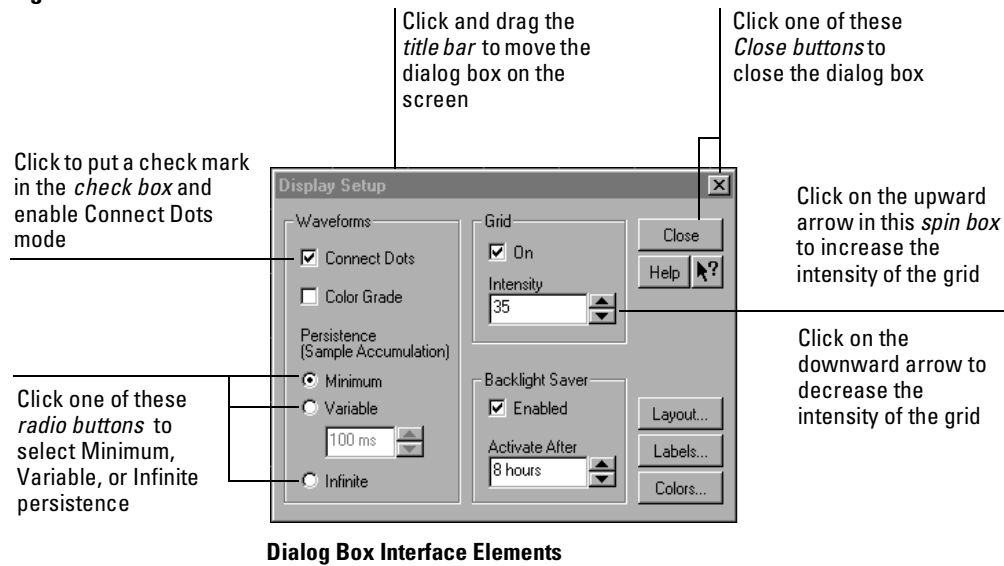 Click and drag the
title bar to move the
dialog box on the
screen
Click one of these
Close buttons to
close the dialog box
Click to put a check mark
in the check box and
enable Connect Dots
mode
Display Setup
Waveforms
Connect Dots
Color Grade
Persistence
(Sample Accumulation)
Minimum
Variable
100 ms
Infinite
Grid
On
Intensity
35
Backlight Saver
Enabled
Activate After
8 hours
Close
Help
?
Layout...
Labels...
Colors...
Click on the upward
arrow in this spin box
to increase the
intensity of the grid
Click on the
downward arrow to
decrease the
intensity of the grid
Click one of these
radio buttons to
select Minimum,
Variable, or Infinite
persistence
Dialog Box Interface Elements